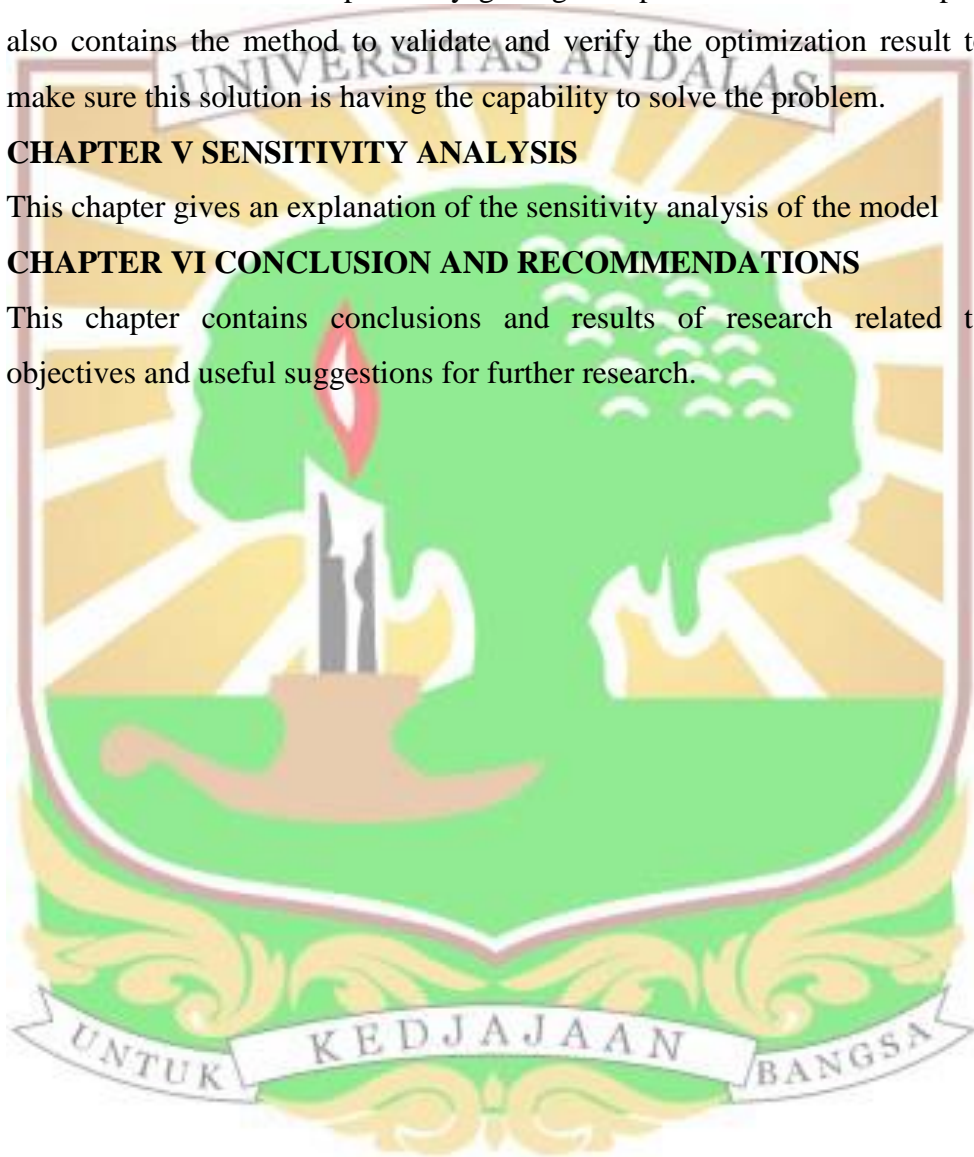 also contains the method to validate and verify the optimization result t
UNIVERSITAS ANDALAS
make sure this solution is having the capability to solve the problem.
CHAPTER V SENSITIVITY ANALYSIS
This chapter gives an explanation of the sensitivity analysis of the model
CHAPTER VI CONCLUSION AND RECOMMENDATIONS
This chapter contains conclusions and results of research related t
objectives and useful suggestions for further research.
UNTUK KEDJAJAAN BANGSA